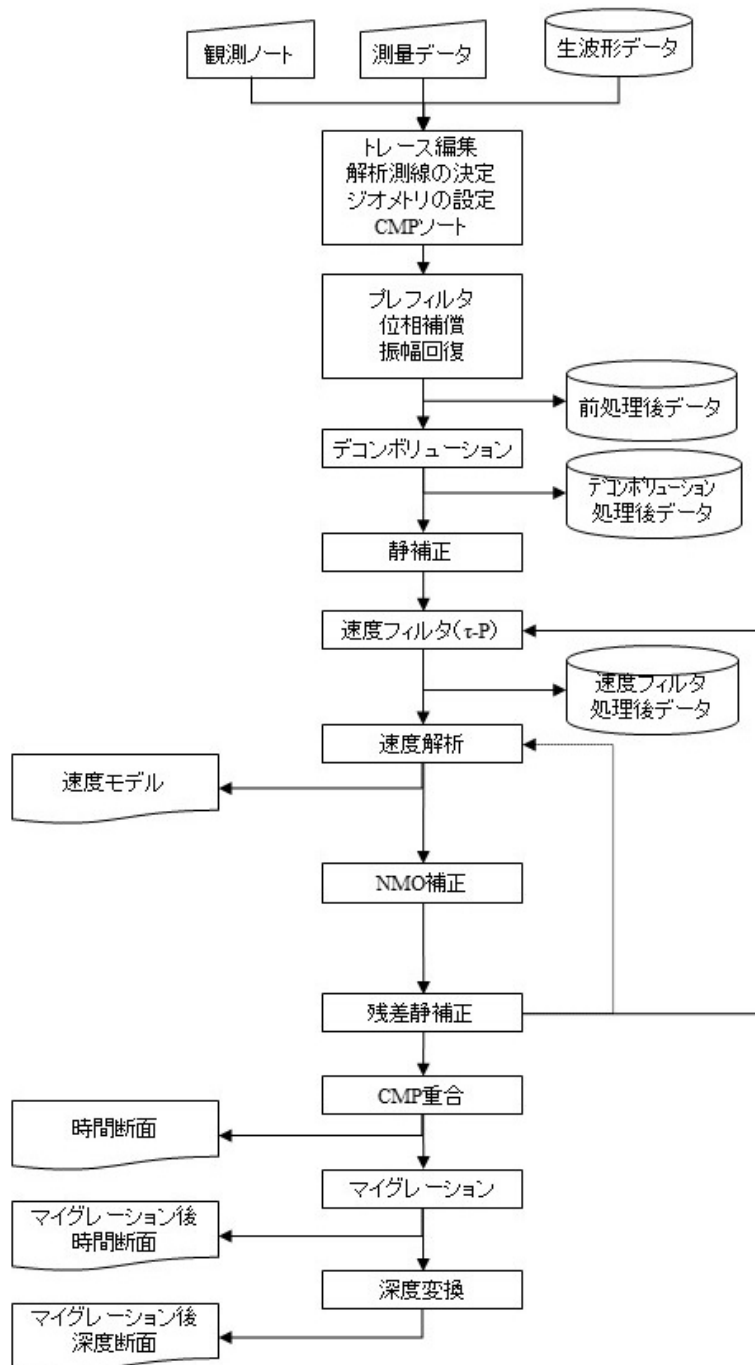 観測ノート
測量データ
生波形データ
トレース編集
解析測線の決定
ジオメトリの設定
CMPソート
プレフィルタ
位相補償
振幅回復
前処理後データ
デコンボリューション
デコンボリューション
処理後データ
静補正
速度フィルタ(τ-P)
速度フィルタ
処理後データ
速度解析
速度モデル
NMO補正
残差静補正
CMP重合
時間断面
マイグレーション
マイグレーション後
時間断面
深度変換
マイグレーション後
深度断面